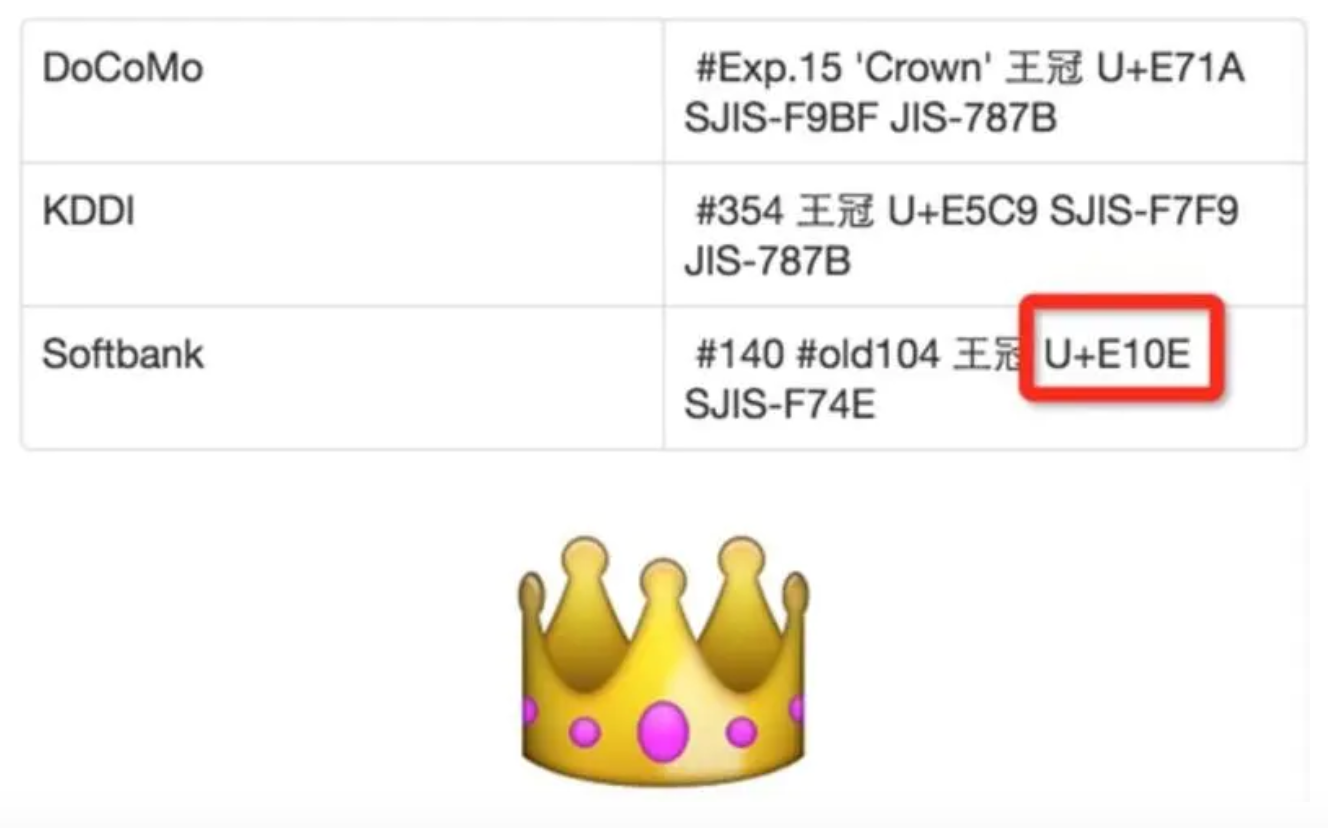 DoCoMo
#Exp.15 'Crown' 王冠 U+E71A
SJIS-F9BF JIS-787B
KDDI
#354 王冠 U+E5C9 SJIS-F7F9
JIS-787B
Softbank
#140 #old104 王冠 U+E10E
SJIS-F74E